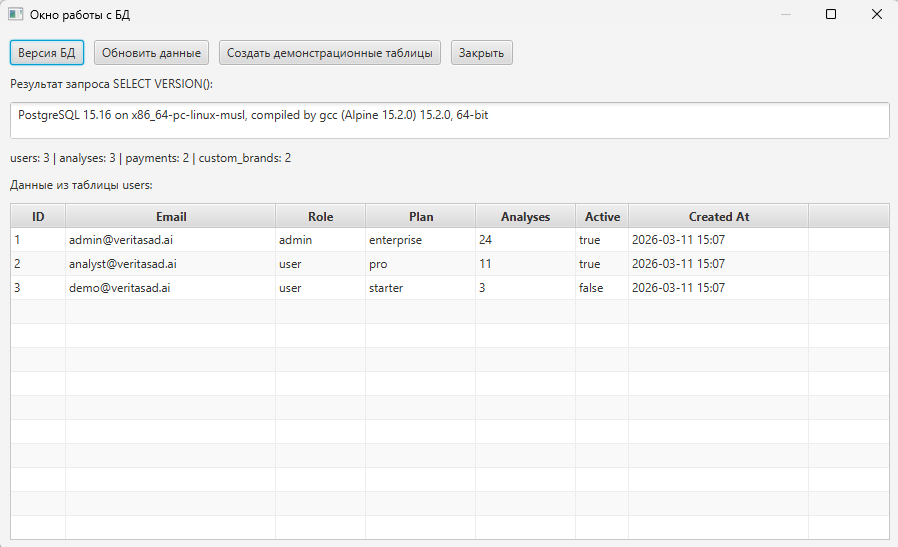 Окно работы с БД
Версия БД Обновить данные Создать демонстрационные таблицы Закрыть
Результат запроса SELECT VERSION():
PostgreSQL 15.16 on x86_64-pc-linux-musl, compiled by gcc (Alpine 15.2.0) 15.2.0, 64-bit
users: 3 | analyses: 3 | payments: 2 | custom_brands: 2
Данные из таблицы users:
ID Email Role Plan Analyses Active Created At
1 admin@veritasad.ai admin enterprise 24 true 2026-03-11 15:07
2 analyst@veritasad.ai user pro 11 true 2026-03-11 15:07
3 demo@veritasad.ai user starter 3 false 2026-03-11 15:07